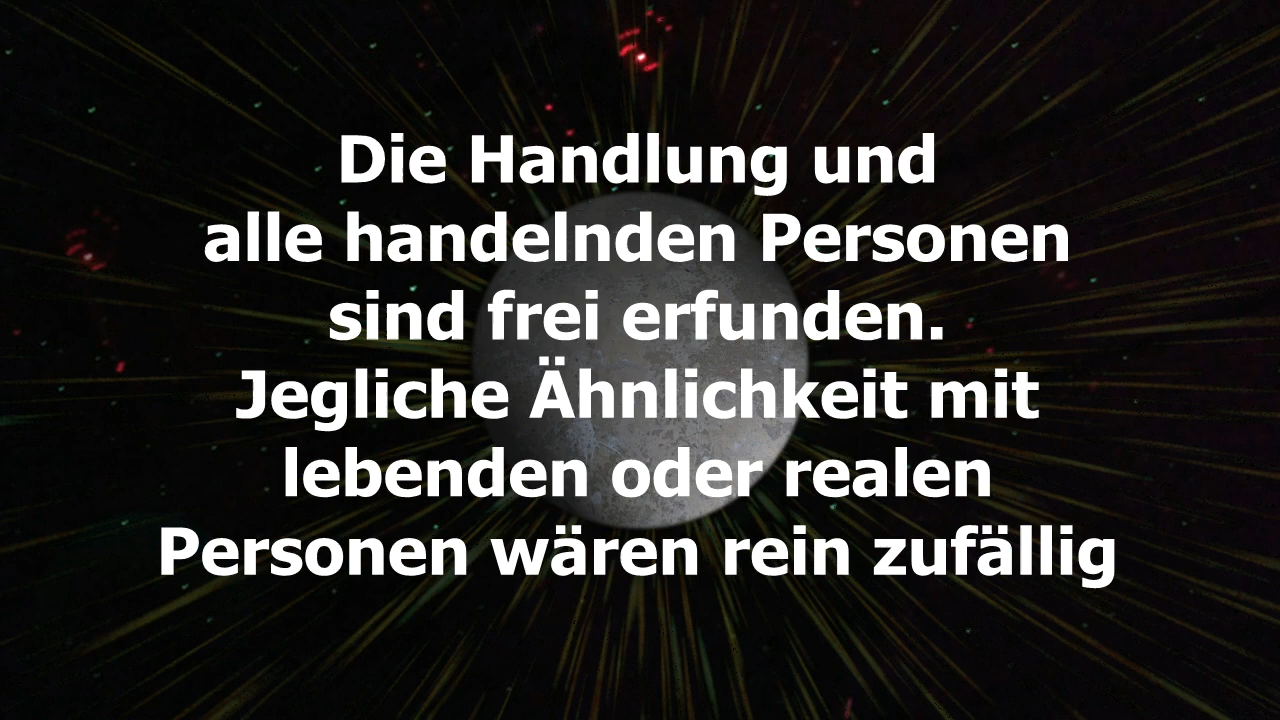 Die Handlung und
alle handelnden Personen
sind frei erfunden.
Jegliche Ähnlichkeit mit
lebenden oder realen
Personen wären rein zufällig